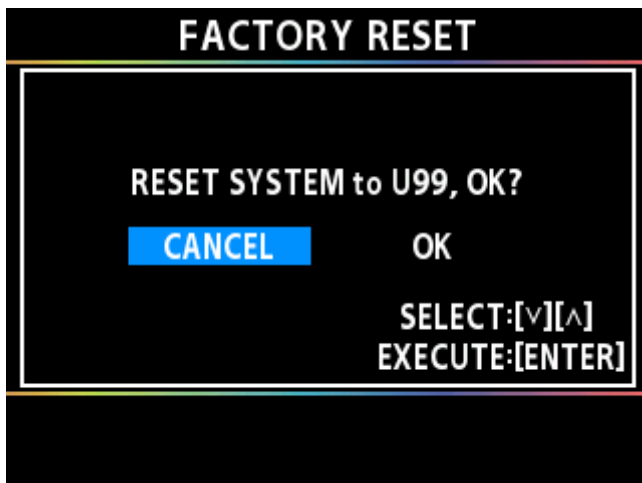 FACTORY RESET
RESET SYSTEM to U99, OK?
CANCEL OK
SELECT:[∨][∧]
EXECUTE:[ENTER]